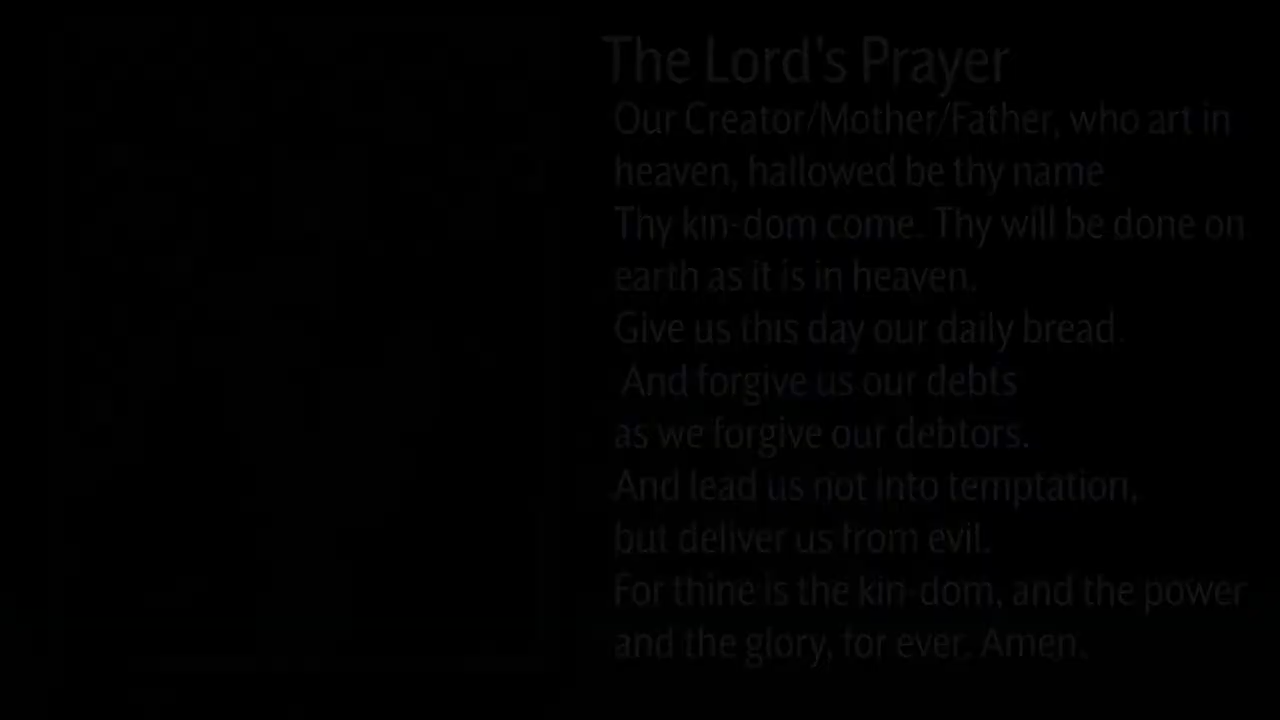 The Lord's Prayer
Our Creator/Mother/Father, who art in
heaven, hallowed be thy name
Thy kin-dom come. Thy will be done on
earth as it is in heaven.
Give us this day our daily bread.
And forgive us our debts
as we forgive our debtors.
And lead us not into temptation,
but deliver us from evil.
For thine is the kin-dom, and the power
and the glory, for ever. Amen.